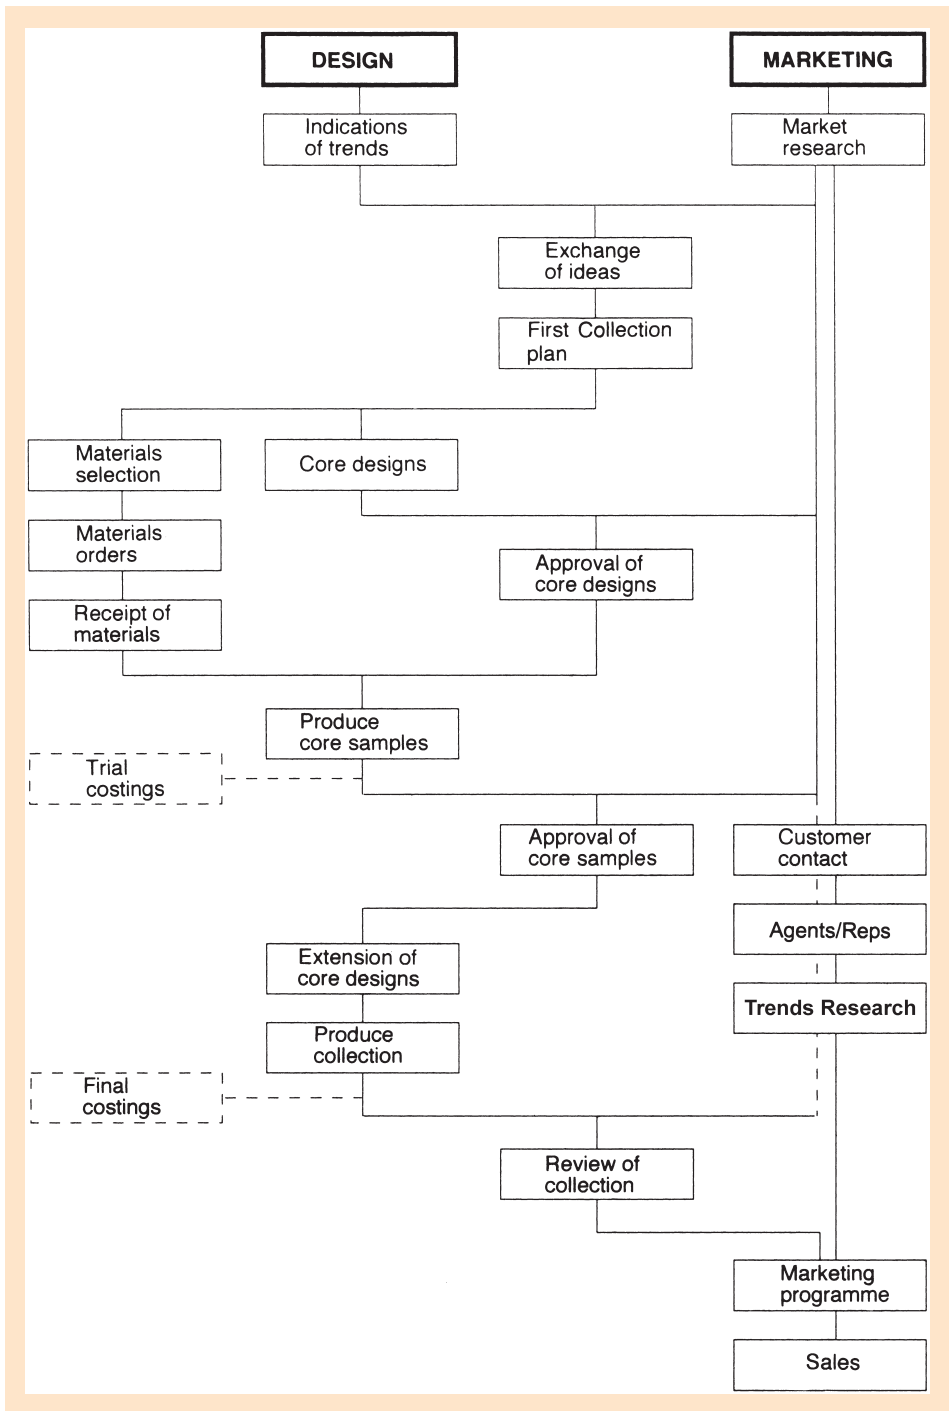 DESIGN
MARKETING
Indications
of trends
Market
research
Exchange
of ideas
First Collection
plan
Materials
selection
Core designs
Materials
orders
Approval of
core designs
Receipt of
materials
Produce
core samples
Trial
costings
Approval of
core samples
Customer
contact
Agents/Reps
Extension of
core designs
Trends Research
Produce
collection
Final
costings
Review of
collection
Marketing
programme
Sales